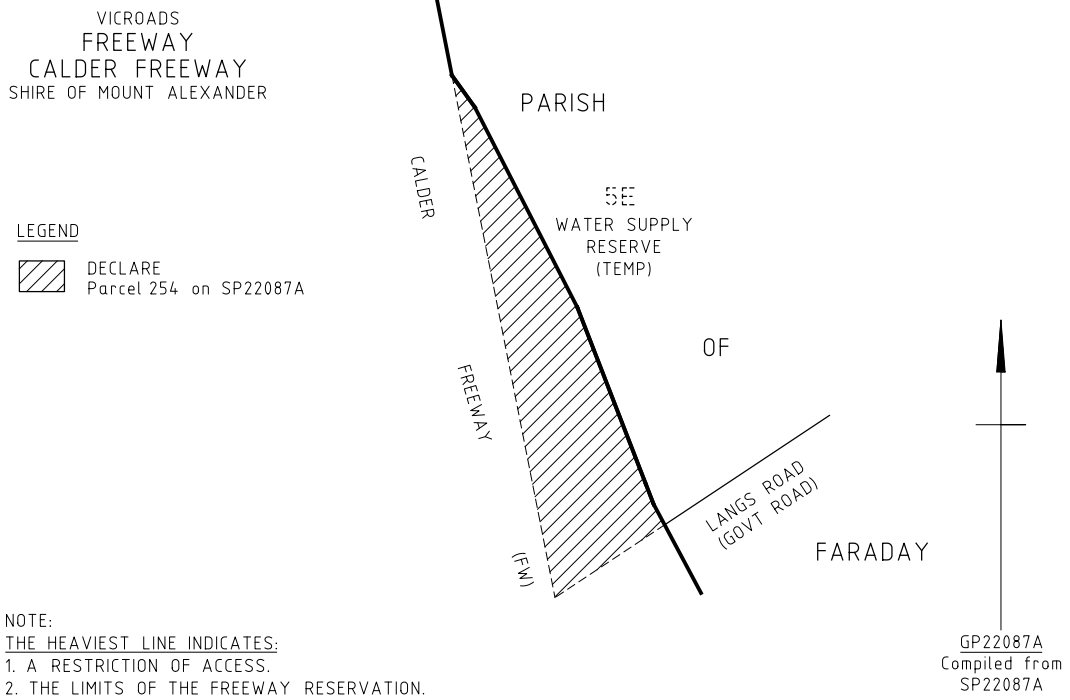 VICROADS
FREEWAY
CALDER FREEWAY
SHIRE OF MOUNT ALEXANDER
PARISH
CALDER
5E
WATER SUPPLY
RESERVE
(TEMP)
LEGEND
DECLARE
Parcel 254 on SP22087A
OF
FREEWAY
LANGS ROAD
(GOVT ROAD)
FARADAY
(FW)
NOTE:
THE HEAVIEST LINE INDICATES:
1. A RESTRICTION OF ACCESS.
2. THE LIMITS OF THE FREEWAY RESERVATION.
GP22087A
Compiled from
SP22087A